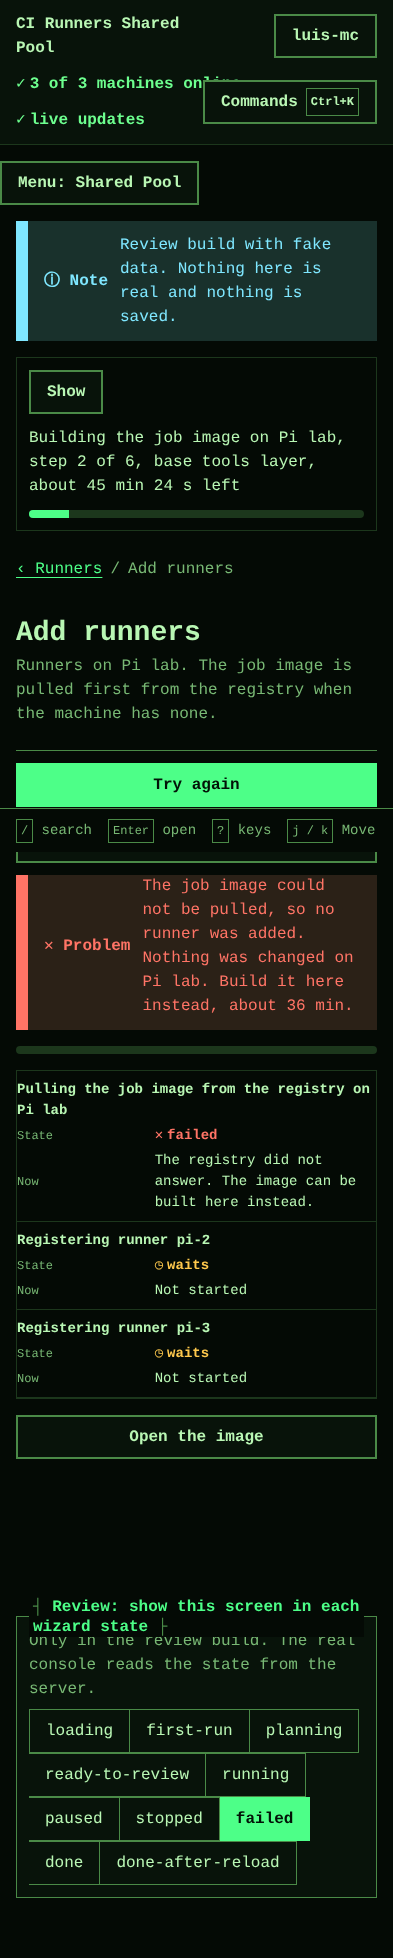 CI Runners Shared
Pool
luis-mc
✓ 3 of 3 machines
Commands Ctrl+K
✓ live updates
Menu: Shared Pool
ⓘ Note
Review build with fake
data. Nothing here is
real and nothing is
saved.
Show
Building the job image on Pi lab,
step 2 of 6, base tools layer,
about 45 min 24 s left
‹ Runners / Add runners
Add runners
Runners on Pi lab. The job image is
pulled first from the registry when
the machine has none.
Try again
/ search Enter open ? keys j / k Move
✕ Problem
The job image could
not be pulled, so no
runner was added.
Nothing was changed on
Pi lab. Build it here
instead, about 36 min.
Pulling the job image from the registry on
Pi lab
State ✕ failed
Now
The registry did not
answer. The image can be
built here instead.
Registering runner pi-2
State ◷ waits
Now Not started
Registering runner pi-3
State ◷ waits
Now Not started
Open the image
┤ Review: show this screen in each
wizard state ├
Only in the review build. The real
console reads the state from the
server.
loading first-run planning
ready-to-review running
paused stopped failed
done done-after-reload